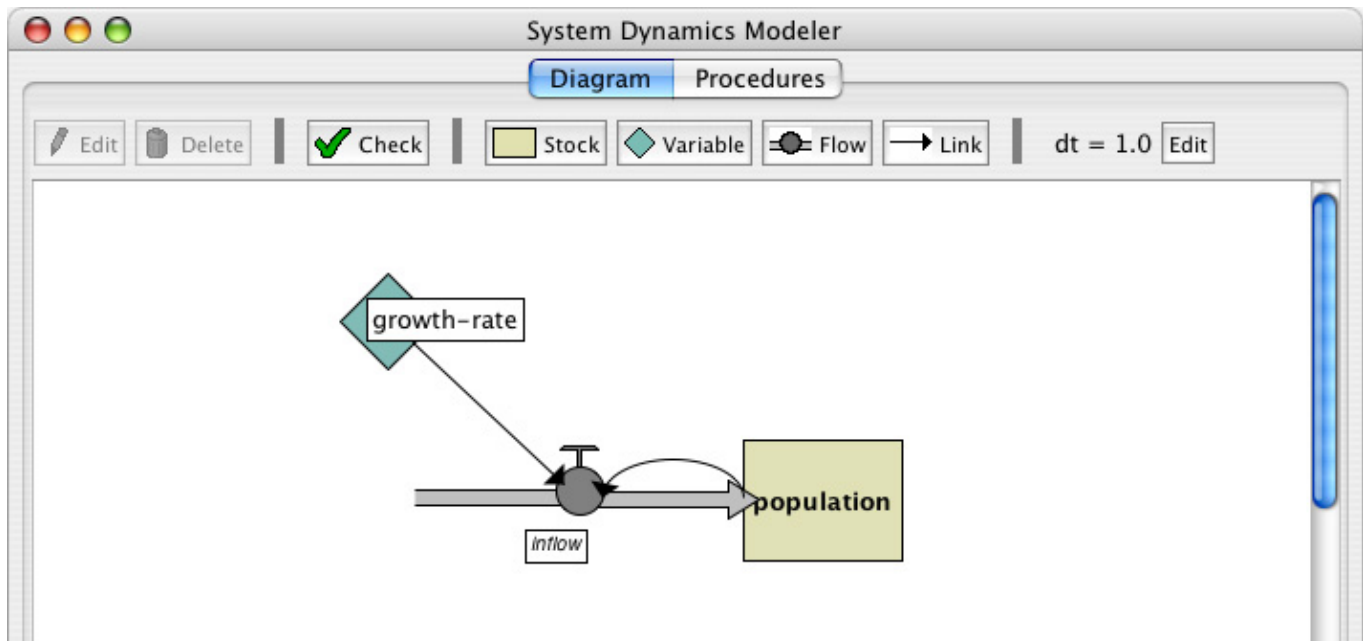 System Dynamics Modeler
Diagram Procedures
Edit Delete Check Stock Variable Flow Link dt = 1.0 Edit
growth-rate
population
inflow